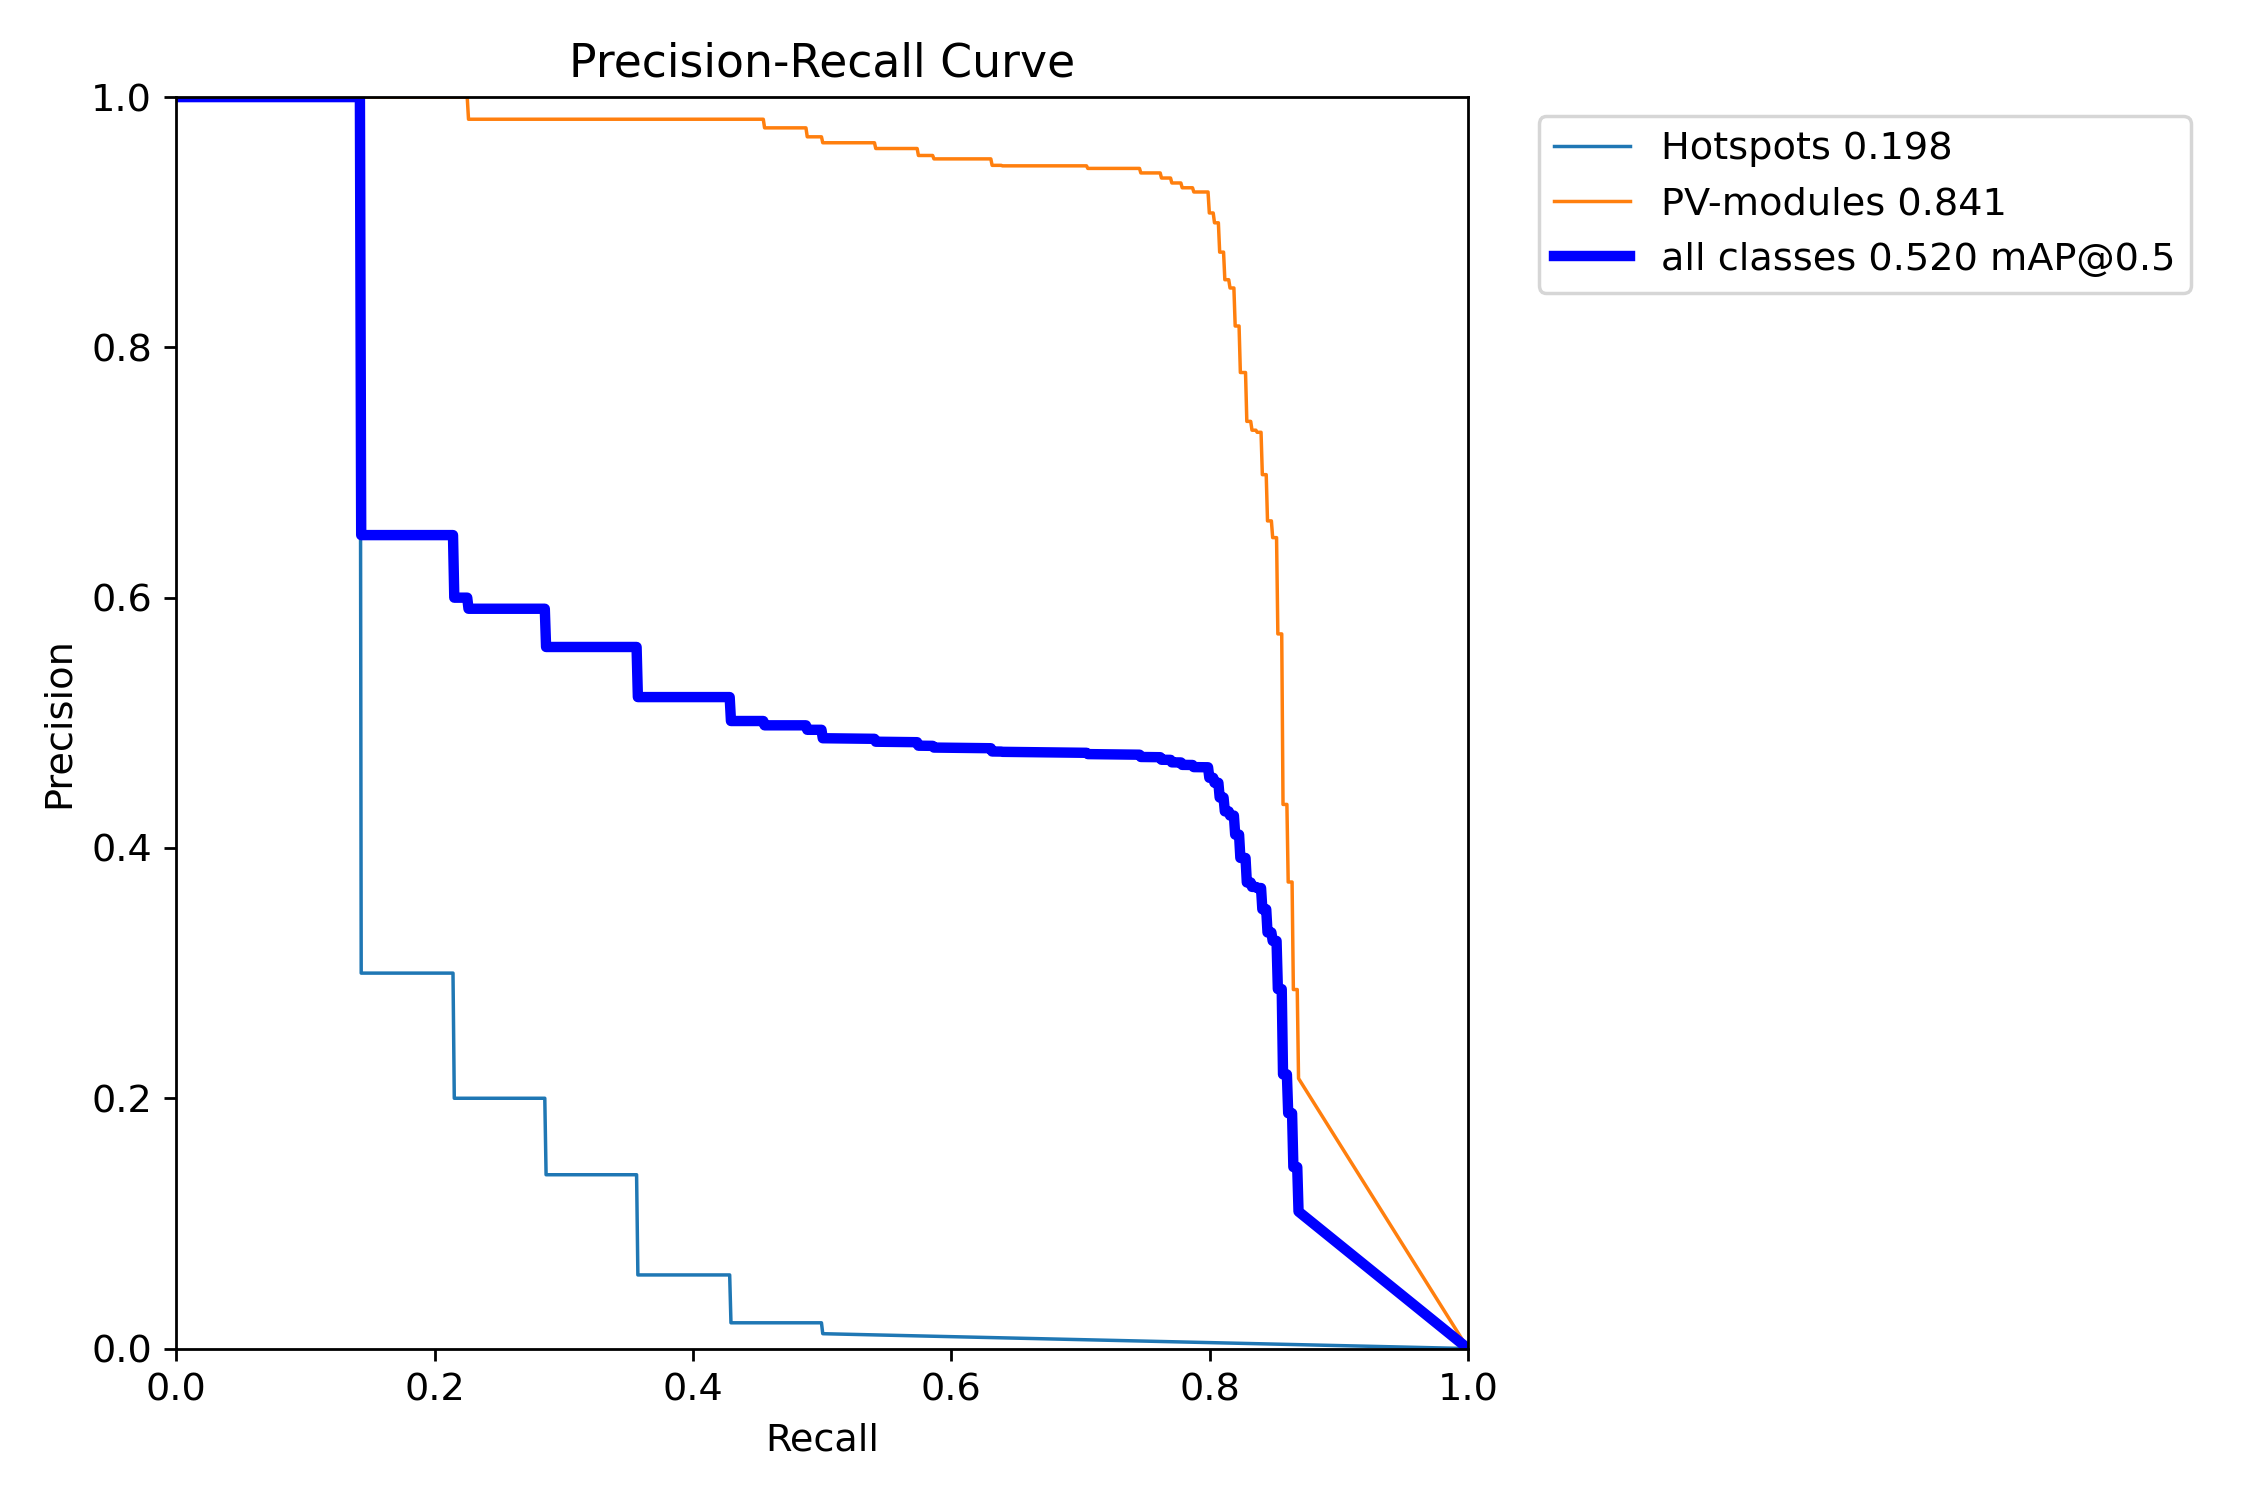 Precision-Recall Curve
1.0
0.8
0.6
0.4
0.2
0.0
Precision
0.0 0.2 0.4 0.6 0.8 1.0
Recall
Hotspots 0.198
PV-modules 0.841
all classes 0.520 mAP@0.5